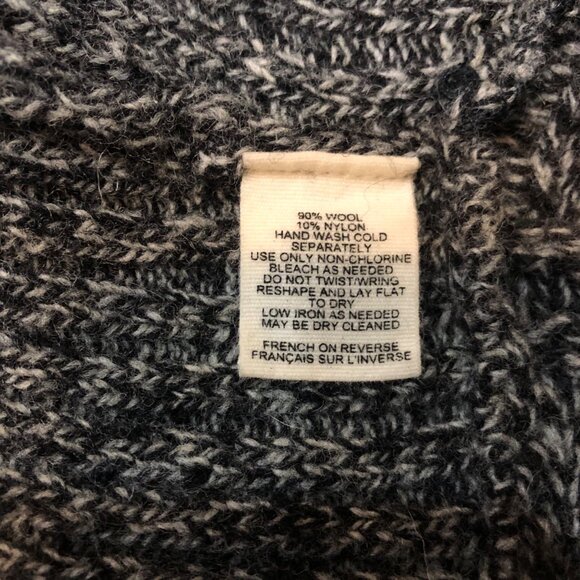 90% WOOL
10% NYLON
HAND WASH COLD
SEPARATELY
USE ONLY NON-CHLORINE
BLEACH AS NEEDED
DO NOT TWIST/WRING
RESHAPE AND LAY FLAT
TO DRY
LOW IRON AS NEEDED
MAY BE DRY CLEANED
FRENCH ON REVERSE
FRANÇAIS SUR L'INVERSE